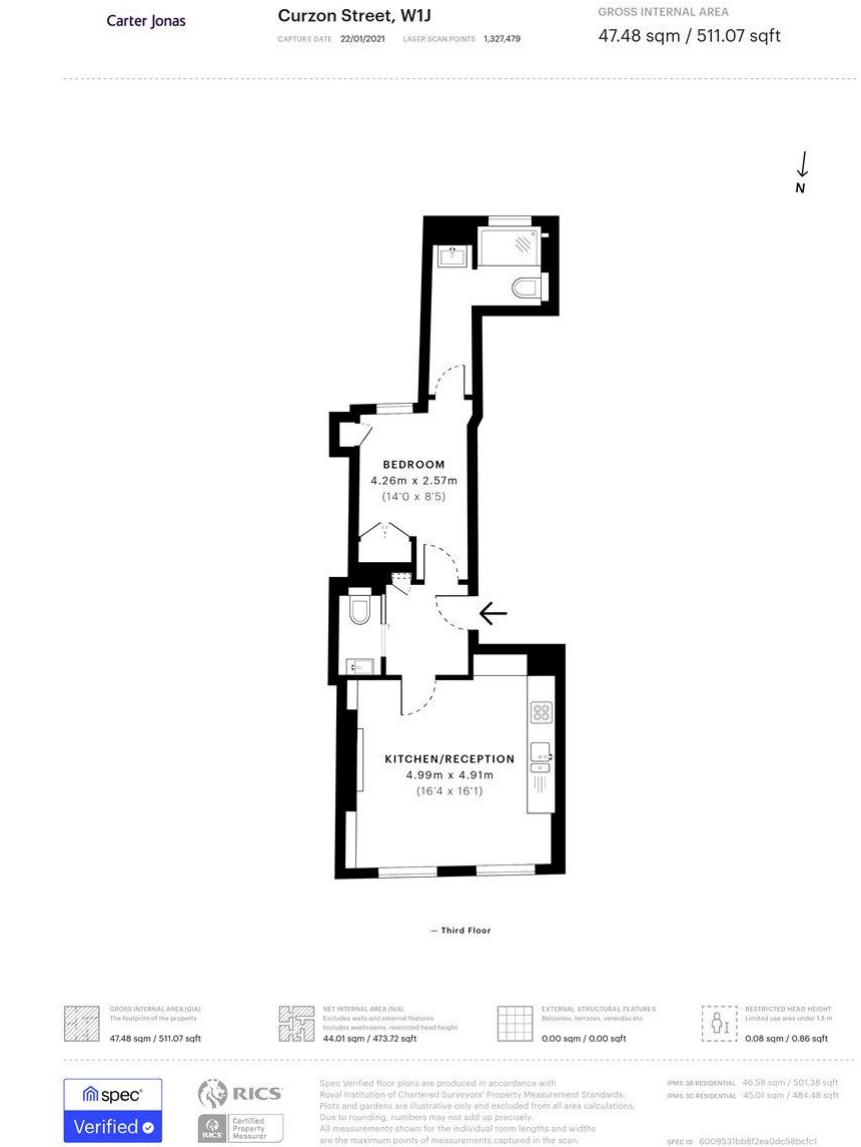 Carter Jonas
Curzon Street, W1J
CAPTURE DATE 22/01/2021 LASER SCAN POINTS 1,327,479
GROSS INTERNAL AREA
47.48 sqm / 511.07 sqft
N
BEDROOM
4.26m x 2.57m
(14'0 x 8'5)
KITCHEN/RECEPTION
4.99m x 4.91m
(16'4 x 16'1)
— Third Floor
GROSS INTERNAL AREA (GIA)
The footprint of the property
47.48 sqm / 511.07 sqft
NET INTERNAL AREA (NIA)
Excludes walls and external features
Includes washrooms, restricted head height
44.01 sqm / 473.72 sqft
EXTERNAL STRUCTURAL FEATURES
Balconies, terraces, verandas etc.
0.00 sqm / 0.00 sqft
RESTRICTED HEAD HEIGHT
Limited use area under 1.5 m
0.08 sqm / 0.86 sqft
spec
Verified
RICS
RICS
Certified
Property
Measurer
Spec Verified floor plans are produced in accordance with
Royal Institution of Chartered Surveyors' Property Measurement Standards.
Plots and gardens are illustrative only and excluded from all area calculations.
Due to rounding, numbers may not add up precisely.
All measurements shown for the individual room lengths and widths
are the maximum points of measurements captured in the scan.
IPMS 3B RESIDENTIAL 46.58 sqm / 501.38 sqft
IPMS 3C RESIDENTIAL 45.01 sqm / 484.48 sqft
SPEC ID 6009531bb8f2ea0dc58bcfc1